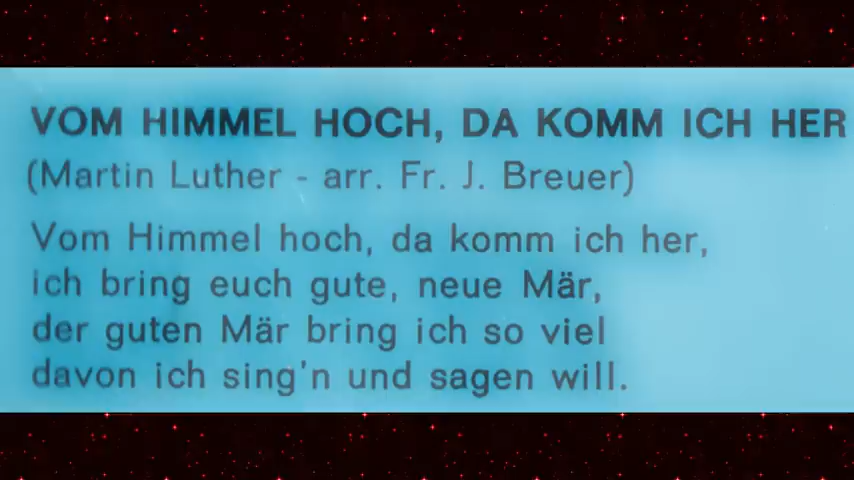 VOM HIMMEL HOCH, DA KOMM ICH HER
(Martin Luther - arr. Fr. J. Breuer)
Vom Himmel hoch, da komm ich her,
ich bring euch gute, neue Mär,
der guten Mär bring ich so viel
davon ich sing'n und sagen will.